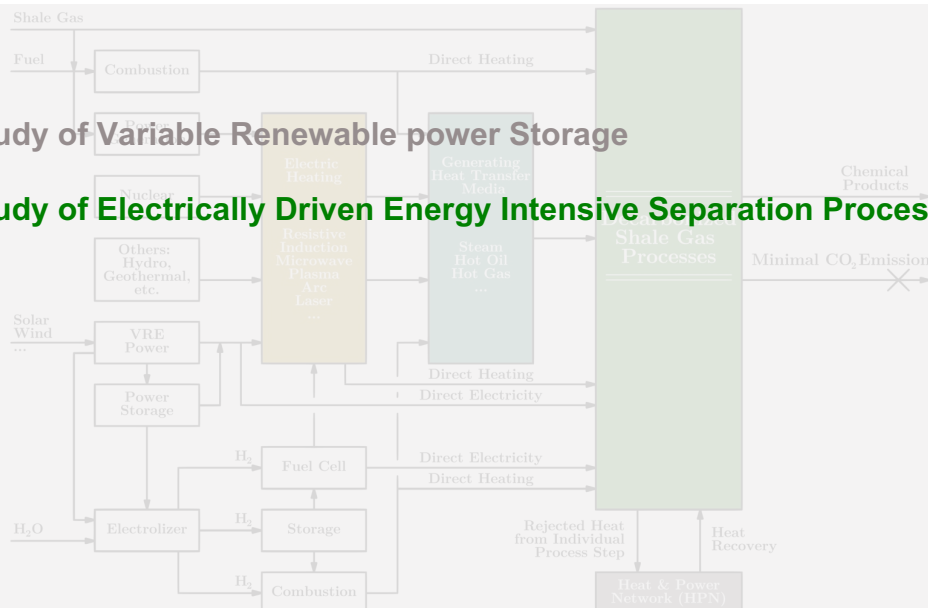 Shale Gas
Fuel
Combustion
Direct Heating
Power
udy of Variable Renewable power Storage
Electric
Heating
Resistive
Induction
Microwave
Plasma
Arc
Laser
...
Generating
Heat Transfer
Media
Steam
Hot Oil
Hot Gas
...
Nuclear
udy of Electrically Driven Energy Intensive Separation Proces
Shale Gas
Processes
Chemical
Products
Minimal CO₂ Emission
Others:
Hydro,
Geothermal,
etc.
Solar
Wind
...
VRE
Power
Power
Storage
Direct Heating
Direct Electricity
H₂
Fuel Cell
Direct Electricity
Direct Heating
H₂O
Electrolizer
H₂
Storage
H₂
Combustion
Rejected Heat
from Individual
Process Step
Heat
Recovery
Heat & Power
Network (HPN)